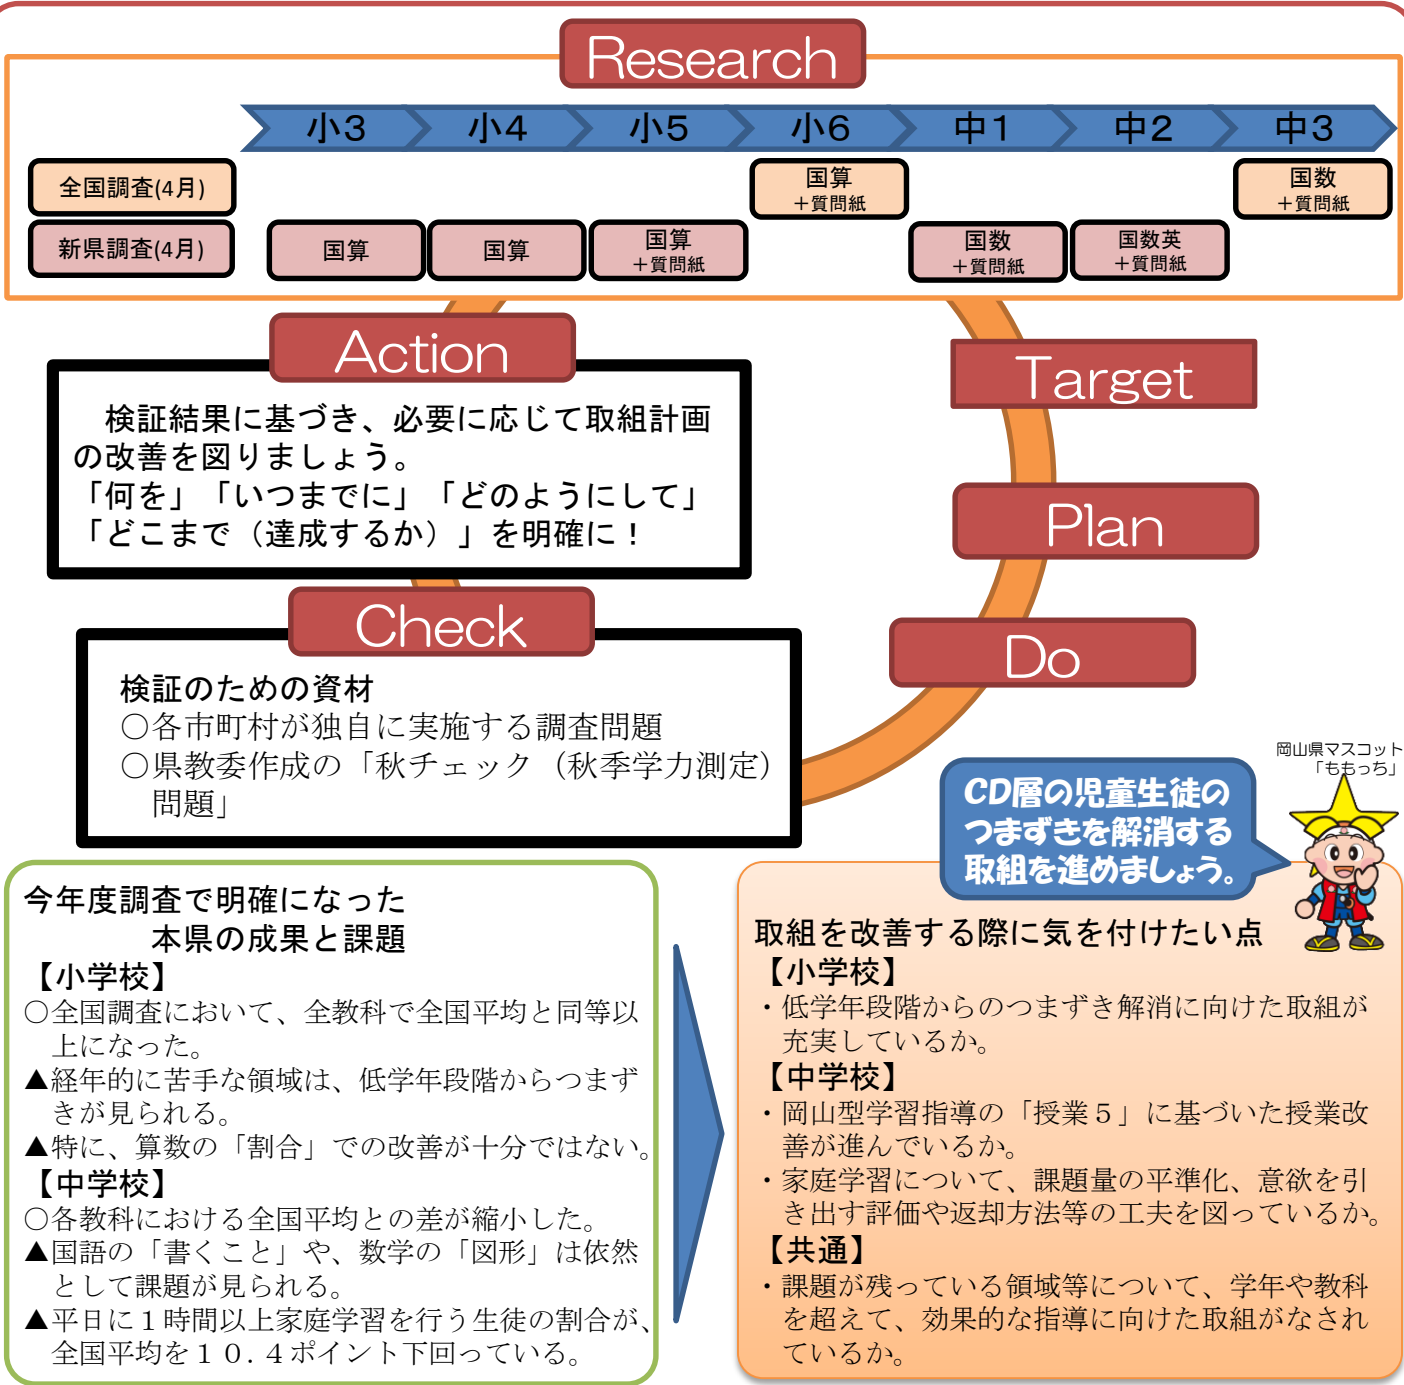 Research
小3 小4 小5 小6 中1 中2 中3
全国調査(4月)
国算
＋質問紙
国数
＋質問紙
新県調査(4月)
国算
国算
国算
＋質問紙
国数
＋質問紙
国数英
＋質問紙
Action
検証結果に基づき、必要に応じて取組計画
の改善を図りましょう。
「何を」「いつまでに」「どのようにして」
「どこまで（達成するか）」を明確に！
Target
Plan
Do
Check
検証のための資材
○各市町村が独自に実施する調査問題
○県教委作成の「秋チェック（秋季学力測定）
問題」
岡山県マスコット
「ももっち」
CD層の児童生徒の
つまずきを解消する
取組を進めましょう。
今年度調査で明確になった
本県の成果と課題
【小学校】
○全国調査において、全教科で全国平均と同等以
上になった。
▲経年的に苦手な領域は、低学年段階からつまず
きが見られる。
▲特に、算数の「割合」での改善が十分ではない。
【中学校】
○各教科における全国平均との差が縮小した。
▲国語の「書くこと」や、数学の「図形」は依然
として課題が見られる。
▲平日に１時間以上家庭学習を行う生徒の割合が、
全国平均を１０.４ポイント下回っている。
取組を改善する際に気を付けたい点
【小学校】
・低学年段階からのつまずき解消に向けた取組が
充実しているか。
【中学校】
・岡山型学習指導の「授業５」に基づいた授業改
善が進んでいるか。
・家庭学習について、課題量の平準化、意欲を引
き出す評価や返却方法等の工夫を図っているか。
【共通】
・課題が残っている領域等について、学年や教科
を超えて、効果的な指導に向けた取組がなされ
ているか。